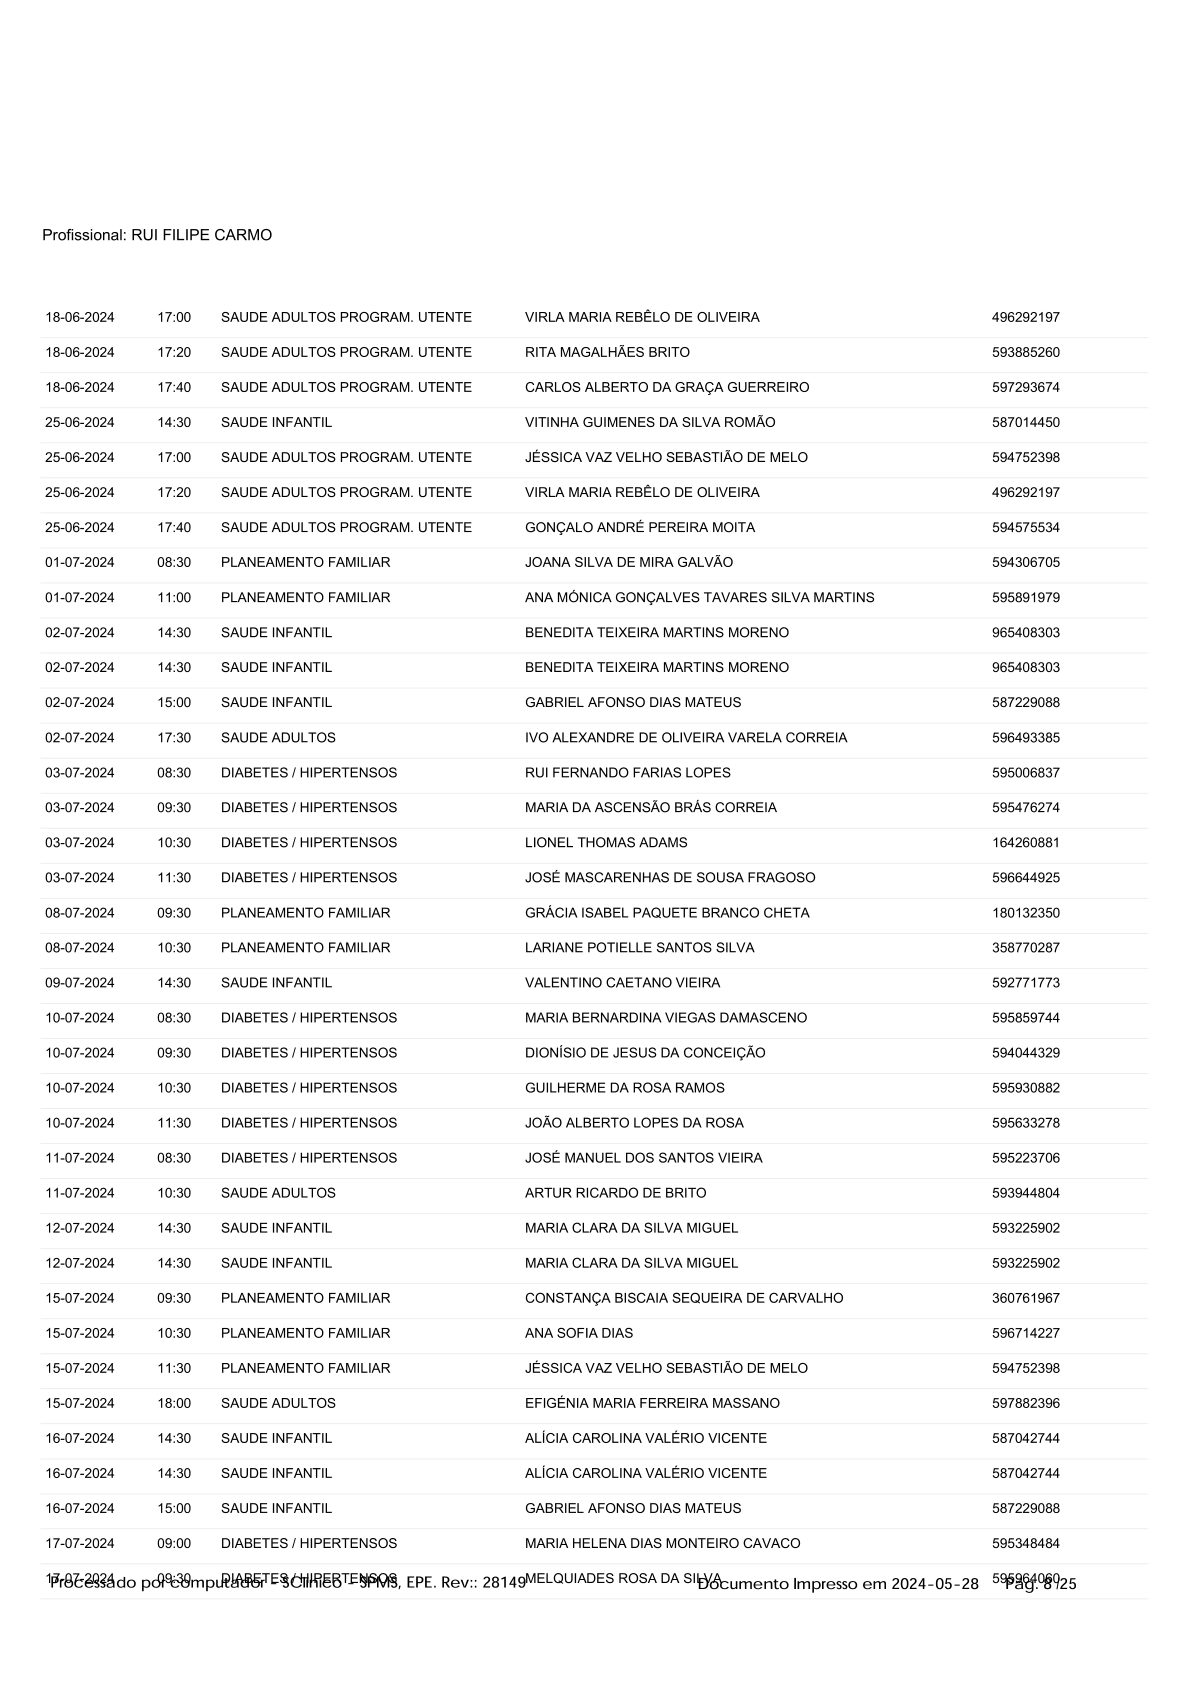 Profissional: RUI FILIPE CARMO
18-06-2024 17:00 SAUDE ADULTOS PROGRAM. UTENTE VIRLA MARIA REBÊLO DE OLIVEIRA 496292197
18-06-2024 17:20 SAUDE ADULTOS PROGRAM. UTENTE RITA MAGALHÃES BRITO 593885260
18-06-2024 17:40 SAUDE ADULTOS PROGRAM. UTENTE CARLOS ALBERTO DA GRAÇA GUERREIRO 597293674
25-06-2024 14:30 SAUDE INFANTIL VITINHA GUIMENES DA SILVA ROMÃO 587014450
25-06-2024 17:00 SAUDE ADULTOS PROGRAM. UTENTE JÉSSICA VAZ VELHO SEBASTIÃO DE MELO 594752398
25-06-2024 17:20 SAUDE ADULTOS PROGRAM. UTENTE VIRLA MARIA REBÊLO DE OLIVEIRA 496292197
25-06-2024 17:40 SAUDE ADULTOS PROGRAM. UTENTE GONÇALO ANDRÉ PEREIRA MOITA 594575534
01-07-2024 08:30 PLANEAMENTO FAMILIAR JOANA SILVA DE MIRA GALVÃO 594306705
01-07-2024 11:00 PLANEAMENTO FAMILIAR ANA MÓNICA GONÇALVES TAVARES SILVA MARTINS 595891979
02-07-2024 14:30 SAUDE INFANTIL BENEDITA TEIXEIRA MARTINS MORENO 965408303
02-07-2024 14:30 SAUDE INFANTIL BENEDITA TEIXEIRA MARTINS MORENO 965408303
02-07-2024 15:00 SAUDE INFANTIL GABRIEL AFONSO DIAS MATEUS 587229088
02-07-2024 17:30 SAUDE ADULTOS IVO ALEXANDRE DE OLIVEIRA VARELA CORREIA 596493385
03-07-2024 08:30 DIABETES / HIPERTENSOS RUI FERNANDO FARIAS LOPES 595006837
03-07-2024 09:30 DIABETES / HIPERTENSOS MARIA DA ASCENSÃO BRÁS CORREIA 595476274
03-07-2024 10:30 DIABETES / HIPERTENSOS LIONEL THOMAS ADAMS 164260881
03-07-2024 11:30 DIABETES / HIPERTENSOS JOSÉ MASCARENHAS DE SOUSA FRAGOSO 596644925
08-07-2024 09:30 PLANEAMENTO FAMILIAR GRÁCIA ISABEL PAQUETE BRANCO CHETA 180132350
08-07-2024 10:30 PLANEAMENTO FAMILIAR LARIANE POTIELLE SANTOS SILVA 358770287
09-07-2024 14:30 SAUDE INFANTIL VALENTINO CAETANO VIEIRA 592771773
10-07-2024 08:30 DIABETES / HIPERTENSOS MARIA BERNARDINA VIEGAS DAMASCENO 595859744
10-07-2024 09:30 DIABETES / HIPERTENSOS DIONÍSIO DE JESUS DA CONCEIÇÃO 594044329
10-07-2024 10:30 DIABETES / HIPERTENSOS GUILHERME DA ROSA RAMOS 595930882
10-07-2024 11:30 DIABETES / HIPERTENSOS JOÃO ALBERTO LOPES DA ROSA 595633278
11-07-2024 08:30 DIABETES / HIPERTENSOS JOSÉ MANUEL DOS SANTOS VIEIRA 595223706
11-07-2024 10:30 SAUDE ADULTOS ARTUR RICARDO DE BRITO 593944804
12-07-2024 14:30 SAUDE INFANTIL MARIA CLARA DA SILVA MIGUEL 593225902
12-07-2024 14:30 SAUDE INFANTIL MARIA CLARA DA SILVA MIGUEL 593225902
15-07-2024 09:30 PLANEAMENTO FAMILIAR CONSTANÇA BISCAIA SEQUEIRA DE CARVALHO 360761967
15-07-2024 10:30 PLANEAMENTO FAMILIAR ANA SOFIA DIAS 596714227
15-07-2024 11:30 PLANEAMENTO FAMILIAR JÉSSICA VAZ VELHO SEBASTIÃO DE MELO 594752398
15-07-2024 18:00 SAUDE ADULTOS EFIGÉNIA MARIA FERREIRA MASSANO 597882396
16-07-2024 14:30 SAUDE INFANTIL ALÍCIA CAROLINA VALÉRIO VICENTE 587042744
16-07-2024 14:30 SAUDE INFANTIL ALÍCIA CAROLINA VALÉRIO VICENTE 587042744
16-07-2024 15:00 SAUDE INFANTIL GABRIEL AFONSO DIAS MATEUS 587229088
17-07-2024 09:00 DIABETES / HIPERTENSOS MARIA HELENA DIAS MONTEIRO CAVACO 595348484
17-07-2024 09:30 DIABETES / HIPERTENSOS MELQUIADES ROSA DA SILVA 595964060
Processado por computador - SClínico - SPMS, EPE. Rev:: 28149 Documento Impresso em 2024-05-28 Pág. 8 /25